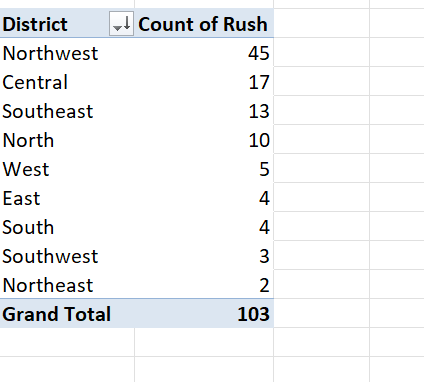 District Count of Rush
Northwest 45
Central 17
Southeast 13
North 10
West 5
East 4
South 4
Southwest 3
Northeast 2
Grand Total 103